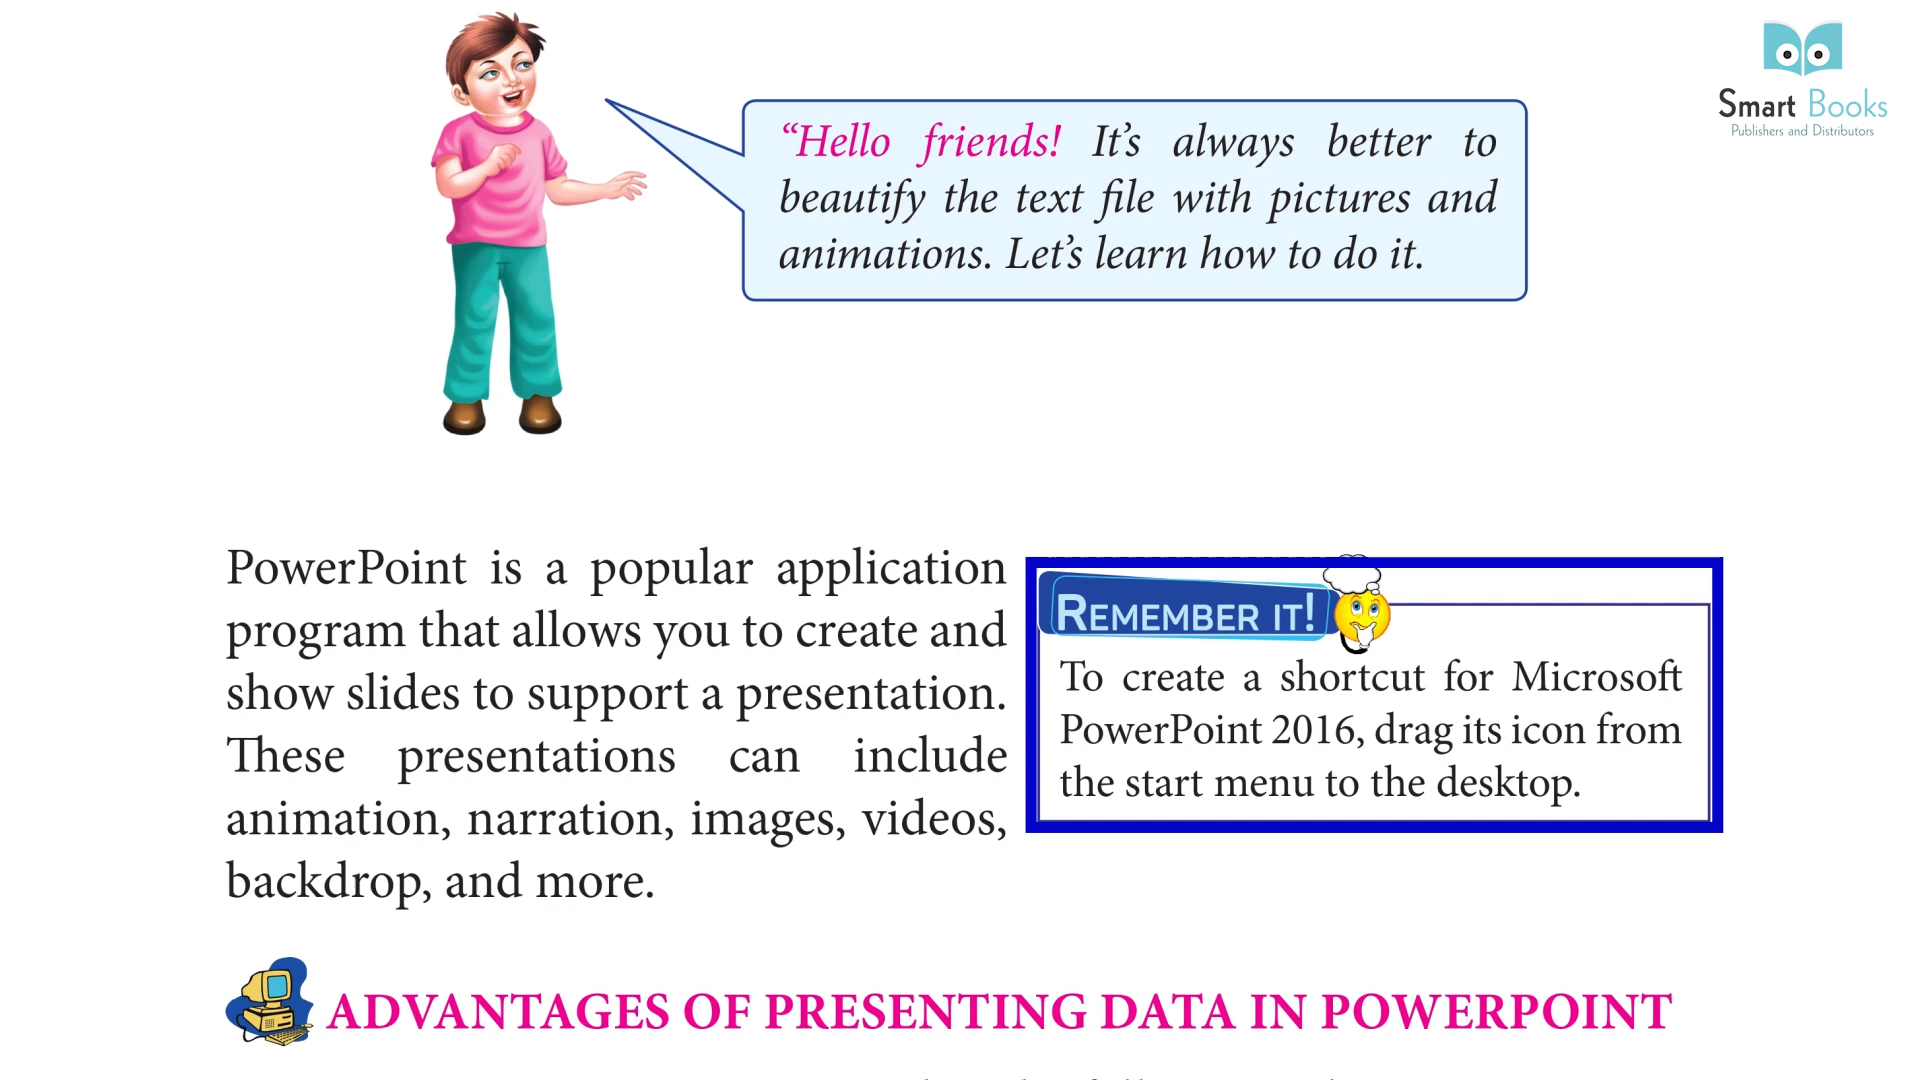 Smart Books
Publishers and Distributors
“Hello friends! It’s always better to
beautify the text file with pictures and
animations. Let’s learn how to do it.
PowerPoint is a popular application
program that allows you to create and
show slides to support a presentation.
These presentations can include
animation, narration, images, videos,
backdrop, and more.
REMEMBER IT!
To create a shortcut for Microsoft
PowerPoint 2016, drag its icon from
the start menu to the desktop.
ADVANTAGES OF PRESENTING DATA IN POWERPOINT